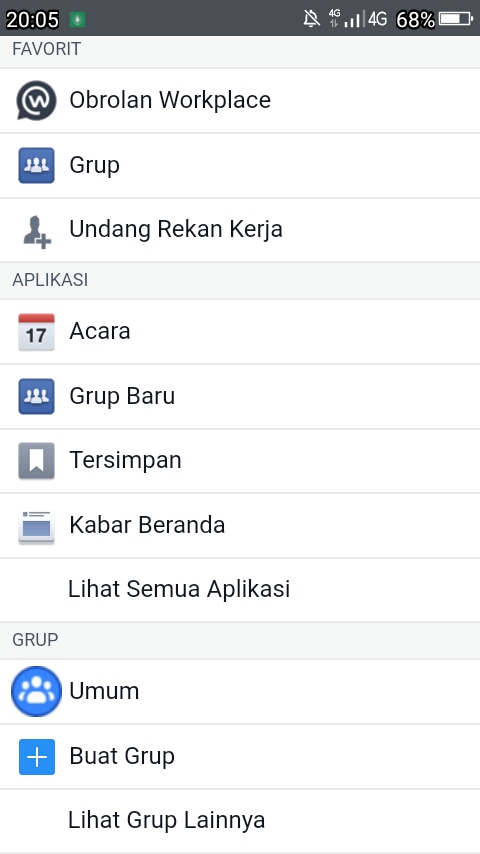 20:05 4G 4G 68%
FAVORIT
Obrolan Workplace
Grup
Undang Rekan Kerja
APLIKASI
17 Acara
Grup Baru
Tersimpan
Kabar Beranda
Lihat Semua Aplikasi
GRUP
Umum
Buat Grup
Lihat Grup Lainnya